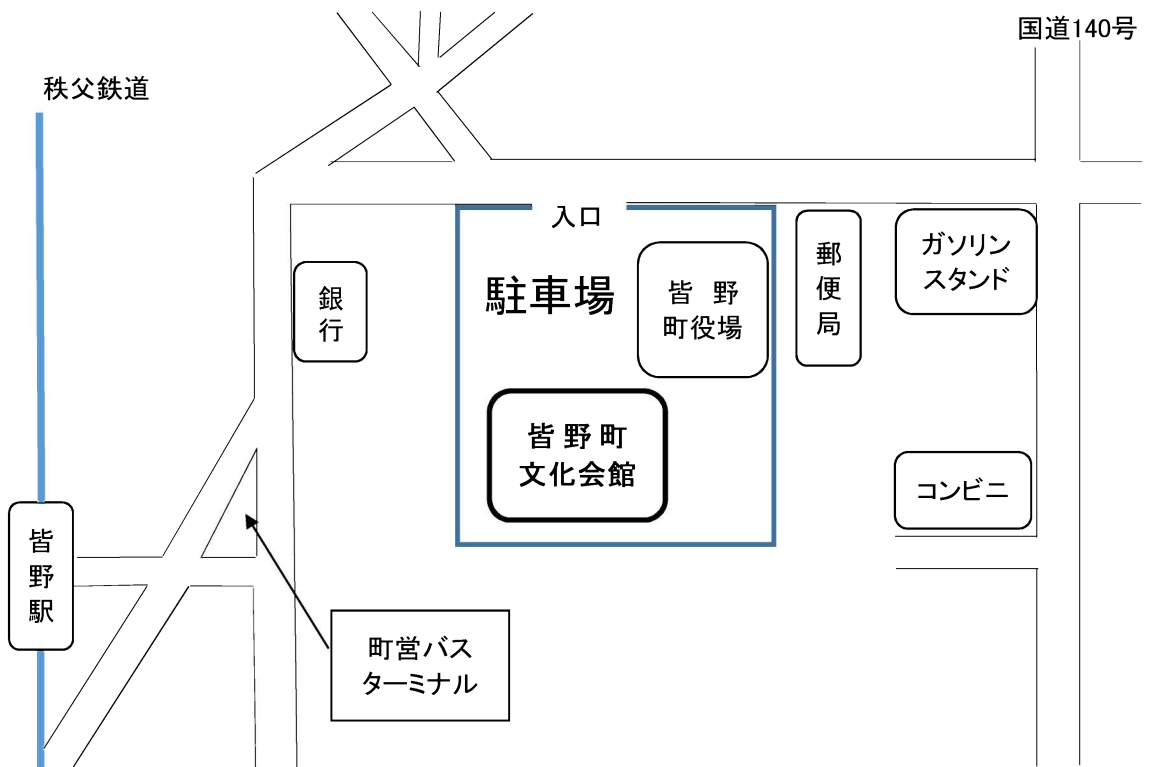 国道140号
秩父鉄道
入口
駐車場
皆 野
町役場
郵便局
ガソリン
スタンド
銀行
皆 野 町
文化会館
コンビニ
皆野駅
町営バス
ターミナル